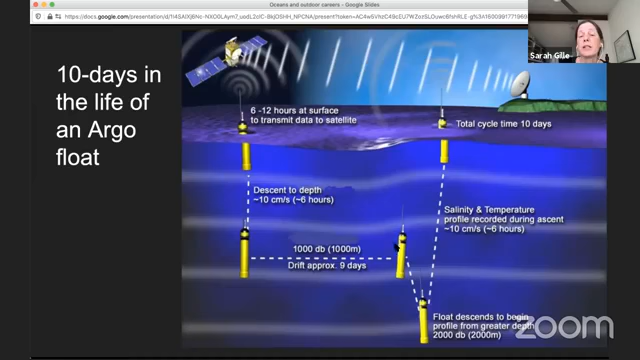 Oceans and outdoor careers - Google Slides
10-days in
the life of
an Argo
float
6 -12 hours at surface
to transmit data to satellite
Total cycle time 10 days
Descent to depth
~10 cm/s (~6 hours)
Salinity & Temperature
profile recorded during ascent
~10 cm/s (~6 hours)
1000 db (1000m)
Drift approx. 9 days
Float descends to begin
profile from greater depth
2000 db (2000m)
Sarah Gille
zoom